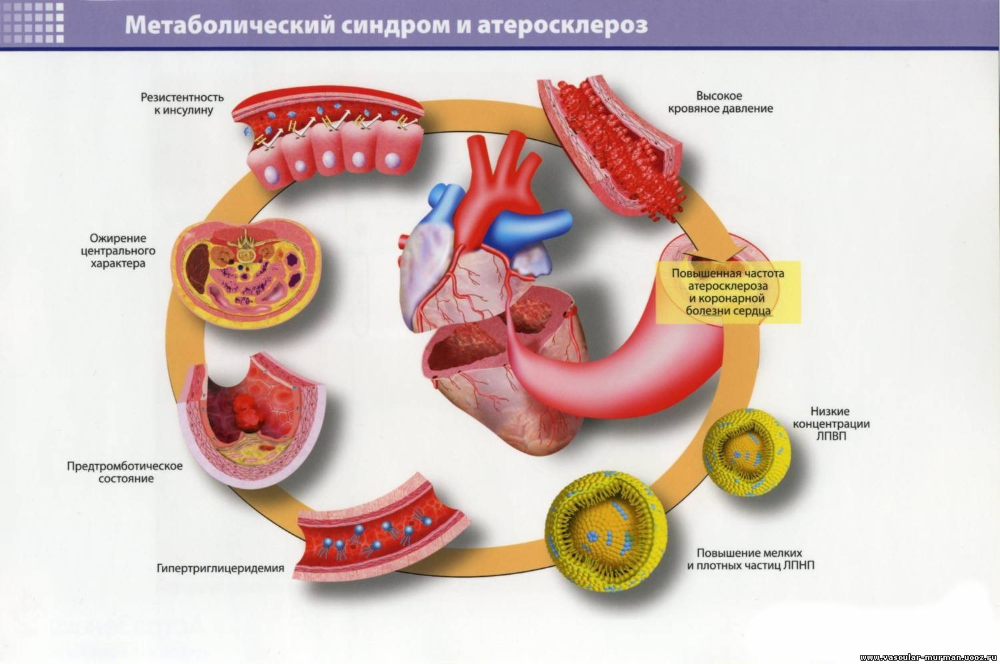 Метаболический синдром и атеросклероз
Резистентность
к инсулину
Высокое
кровяное давление
Ожирение
центрального
характера
Повышенная частота
атеросклероза
и коронарной
болезни сердца
Предтромботическое
состояние
Низкие
концентрации
ЛПВП
Гипертриглицеридемия
Повышение мелких
и плотных частиц ЛПНП
www.vascular-murman.ucoz.ru